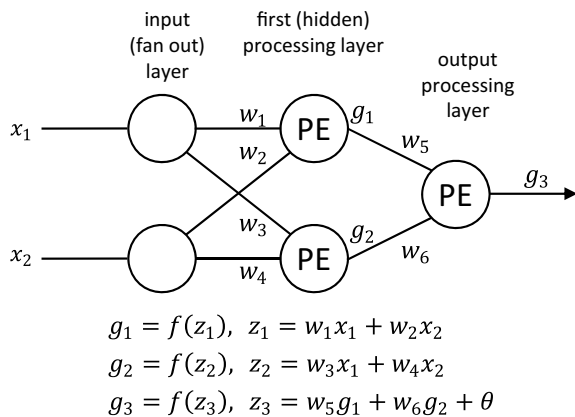 input
(fan out)
layer
first (hidden)
processing layer
output
processing
layer
x₁
w₁
PE
g₁
w₅
w₂
PE
g₃
w₃
x₂
w₄
PE
g₂
w₆
g₁ = f(z₁), z₁ = w₁x₁ + w₂x₂
g₂ = f(z₂), z₂ = w₃x₁ + w₄x₂
g₃ = f(z₃), z₃ = w₅g₁ + w₆g₂ + θ